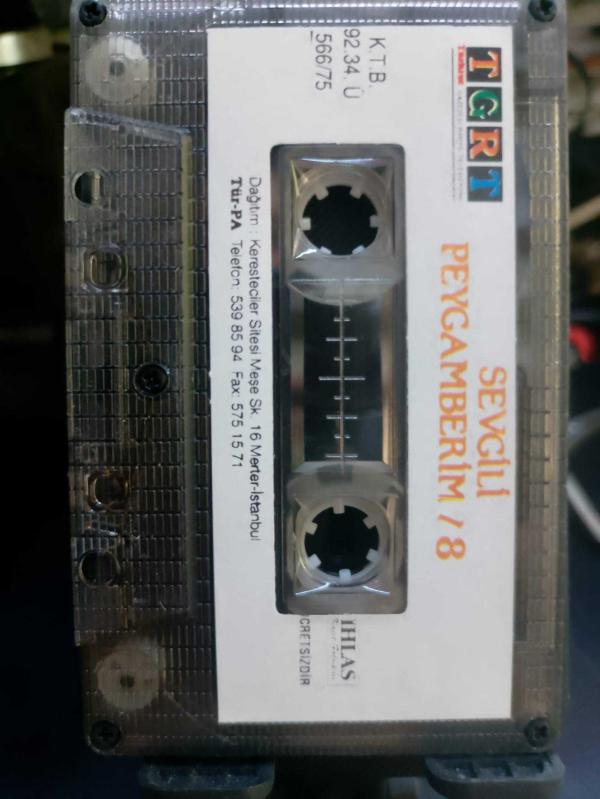 TGRT
Türkiye
SEVGİLİ
PEYGAMBERİM / 8
K.T.B.
92.34. Ü
566/75
İHLAS
CRETSİZDİR
Dağıtım : Keresteciler Sitesi Meşe Sk. 16 Merter-İstanbul
Tür-PA Telefon: 539 85 94 Fax: 575 15 71